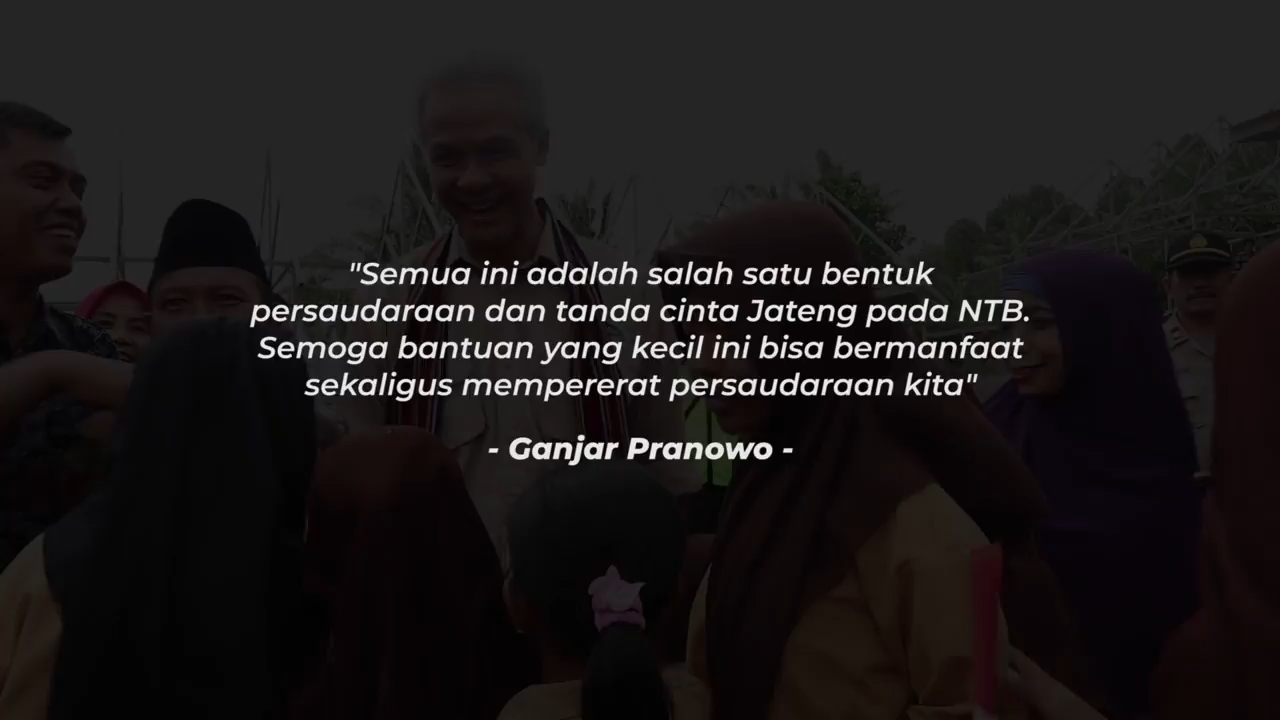 "Semua ini adalah salah satu bentuk
persaudaraan dan tanda cinta Jateng pada NTB.
Semoga bantuan yang kecil ini bisa bermanfaat
sekaligus mempererat persaudaraan kita"
- Ganjar Pranowo -